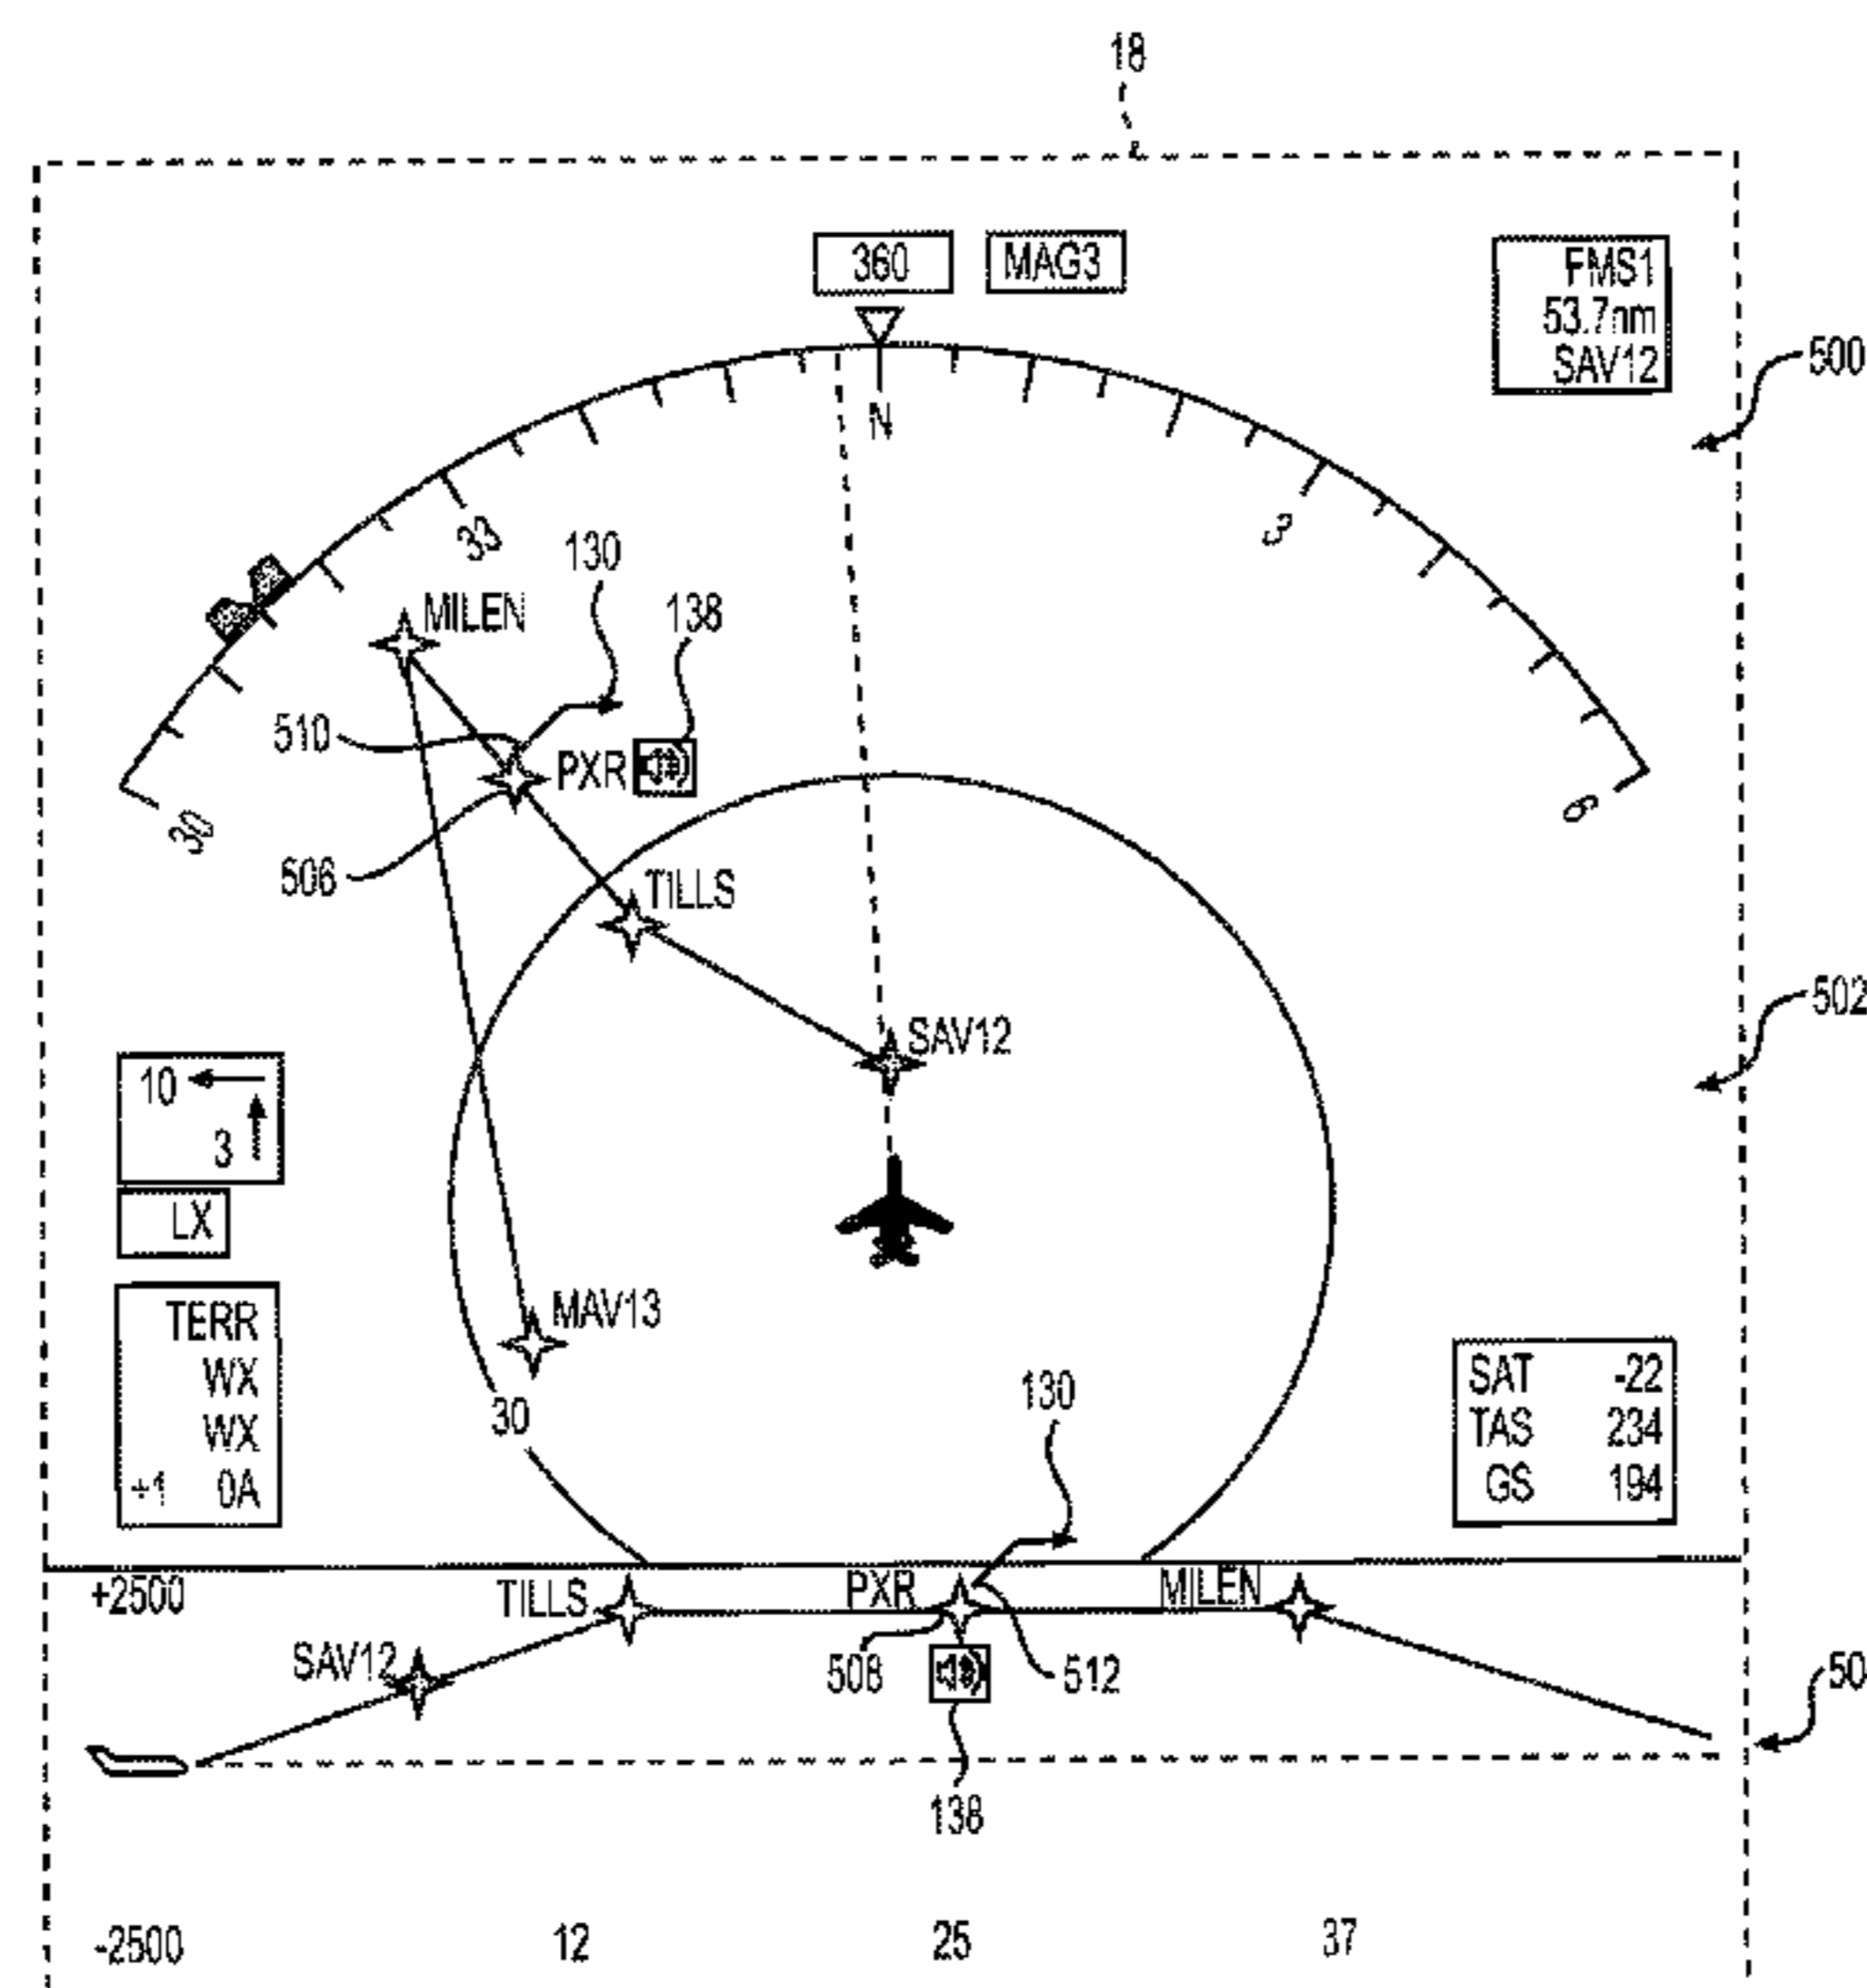 18
360 MAG3
FMS1
53.7nm
SAV12
500
N
33
3
130
MILEN
138
510
PXR
30
6
506
TILLS
502
SAV12
10
3
LX
MAV13
TERR
WX
WX
+1 0A
30
130
SAT -22
TAS 234
GS 194
+2500
TILLS
PXR
MILEN
SAV12
508
512
50
138
-2500 12 25 37